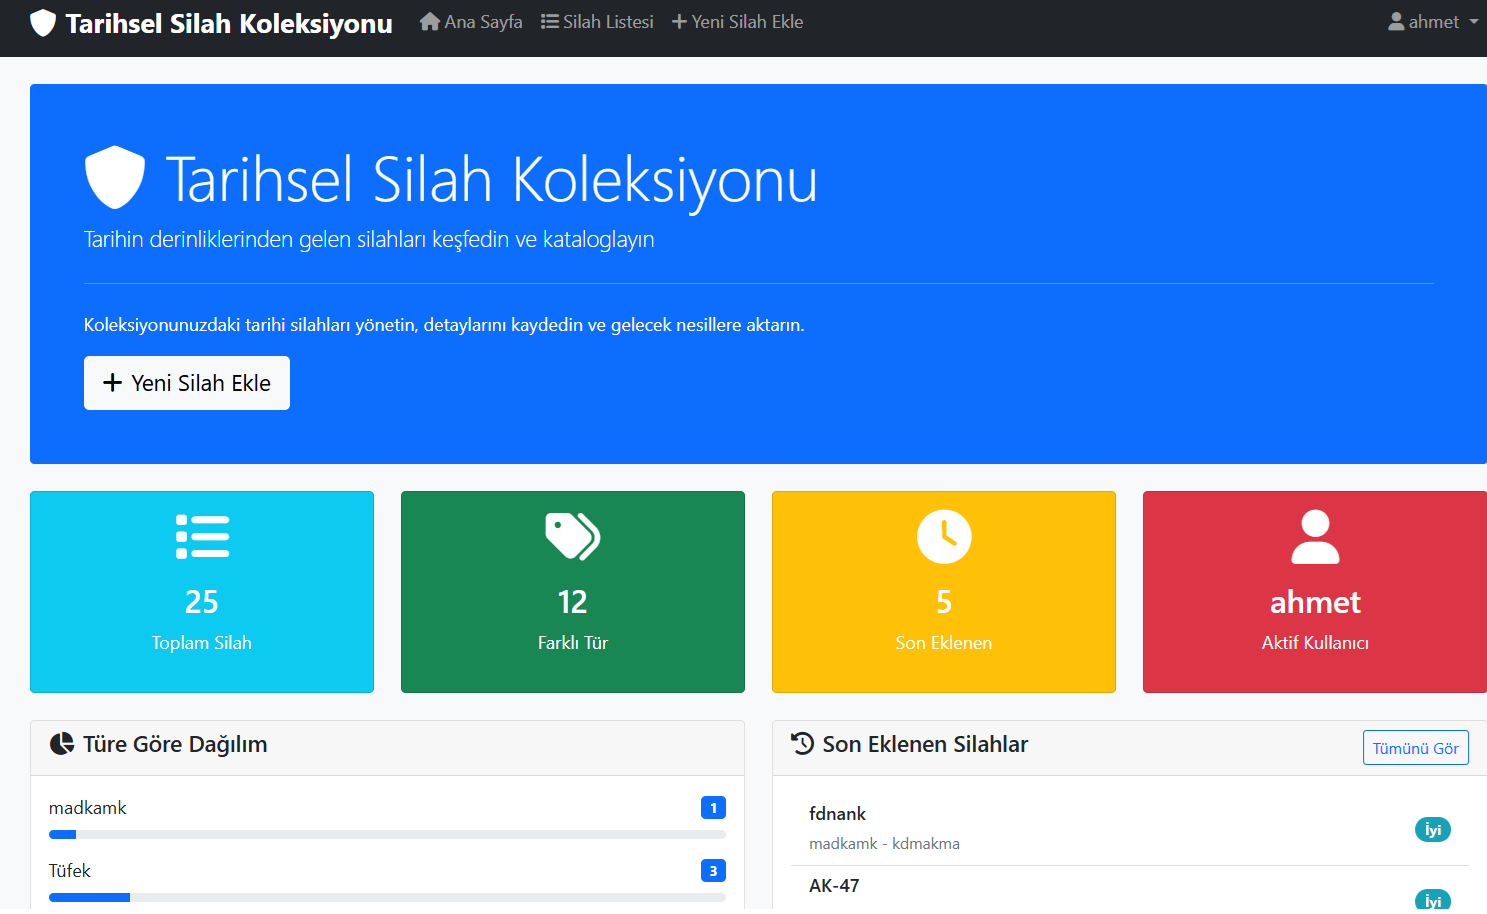 Tarihsel Silah Koleksiyonu Ana Sayfa Silah Listesi Yeni Silah Ekle ahmet
Tarihsel Silah Koleksiyonu
Tarihin derinliklerinden gelen silahları keşfedin ve kataloglayın
Koleksiyonunuzdaki tarihi silahları yönetin, detaylarını kaydedin ve gelecek nesillere aktarın.
Yeni Silah Ekle
25
Toplam Silah
12
Farklı Tür
5
Son Eklenen
ahmet
Aktif Kullanıcı
Türe Göre Dağılım
madkamk 1
Tüfek 3
Son Eklenen Silahlar Tümünü Gör
fdnank
madkamk - kdmakma
İyi
AK-47
İyi